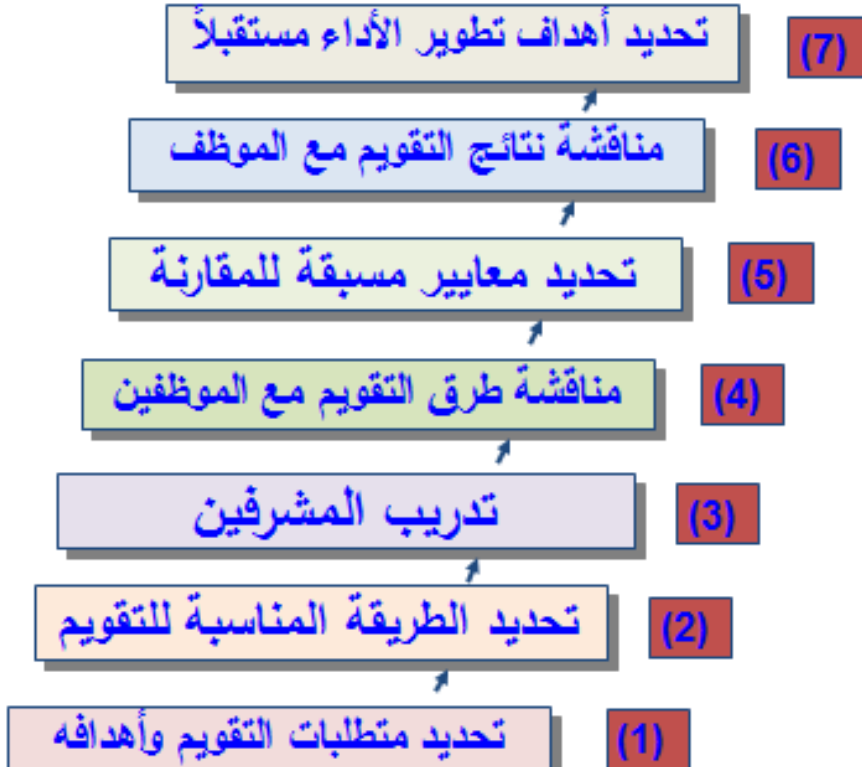 (7) تحديد أهداف تطوير الأداء مستقبلاً
(6) مناقشة نتائج التقويم مع الموظف
(5) تحديد معايير مسبقة للمقارنة
(4) مناقشة طرق التقويم مع الموظفين
(3) تدريب المشرفين
(2) تحديد الطريقة المناسبة للتقويم
(1) تحديد متطلبات التقويم وأهدافه